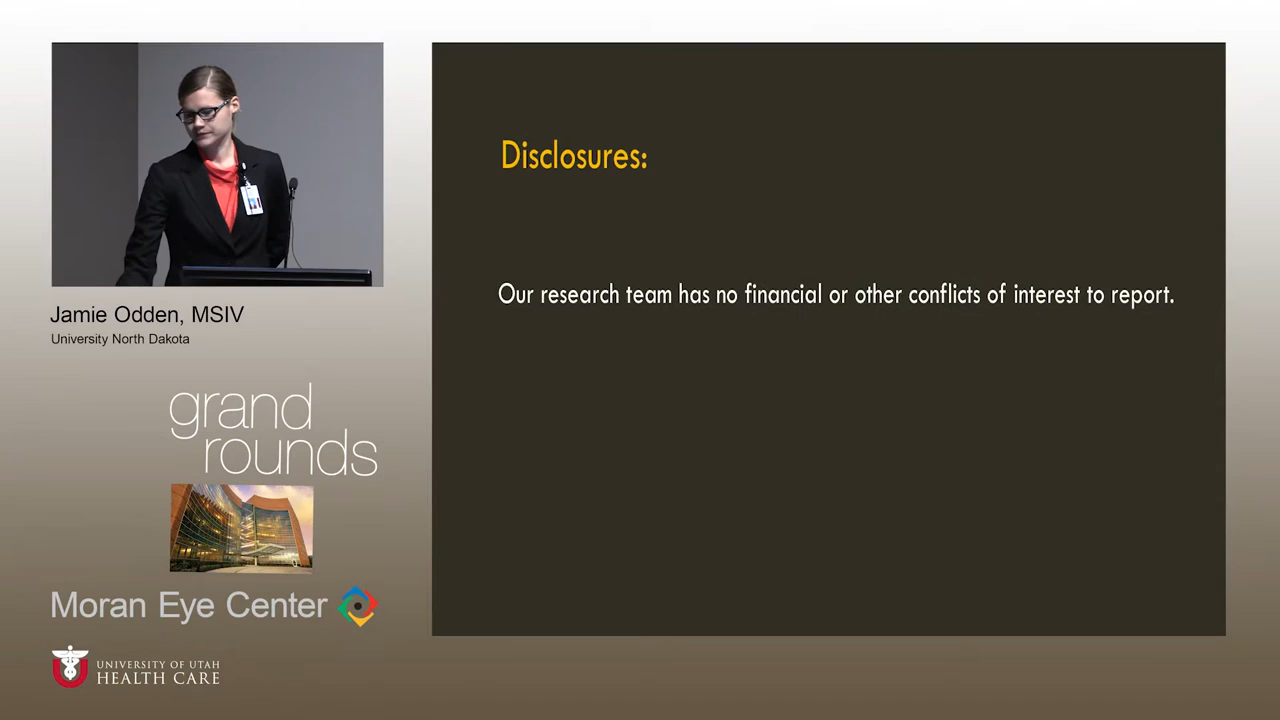 Disclosures:
Our research team has no financial or other conflicts of interest to report.
Jamie Odden, MSIV
University North Dakota
grand
rounds
Moran Eye Center
UNIVERSITY OF UTAH
HEALTH CARE